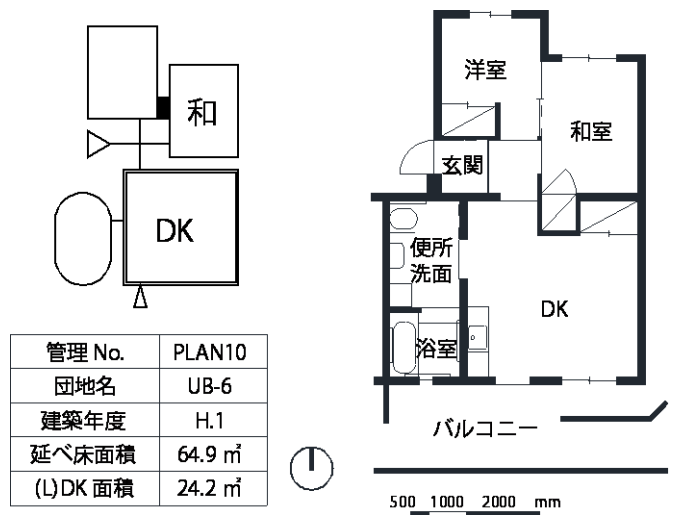 和
DK
管理 No. PLAN10
団地名 UB-6
建築年度 H.1
延べ床面積 64.9 ㎡
(L)DK 面積 24.2 ㎡
洋室
和室
玄関
便所
洗面
DK
浴室
バルコニー
500 1000 2000 mm